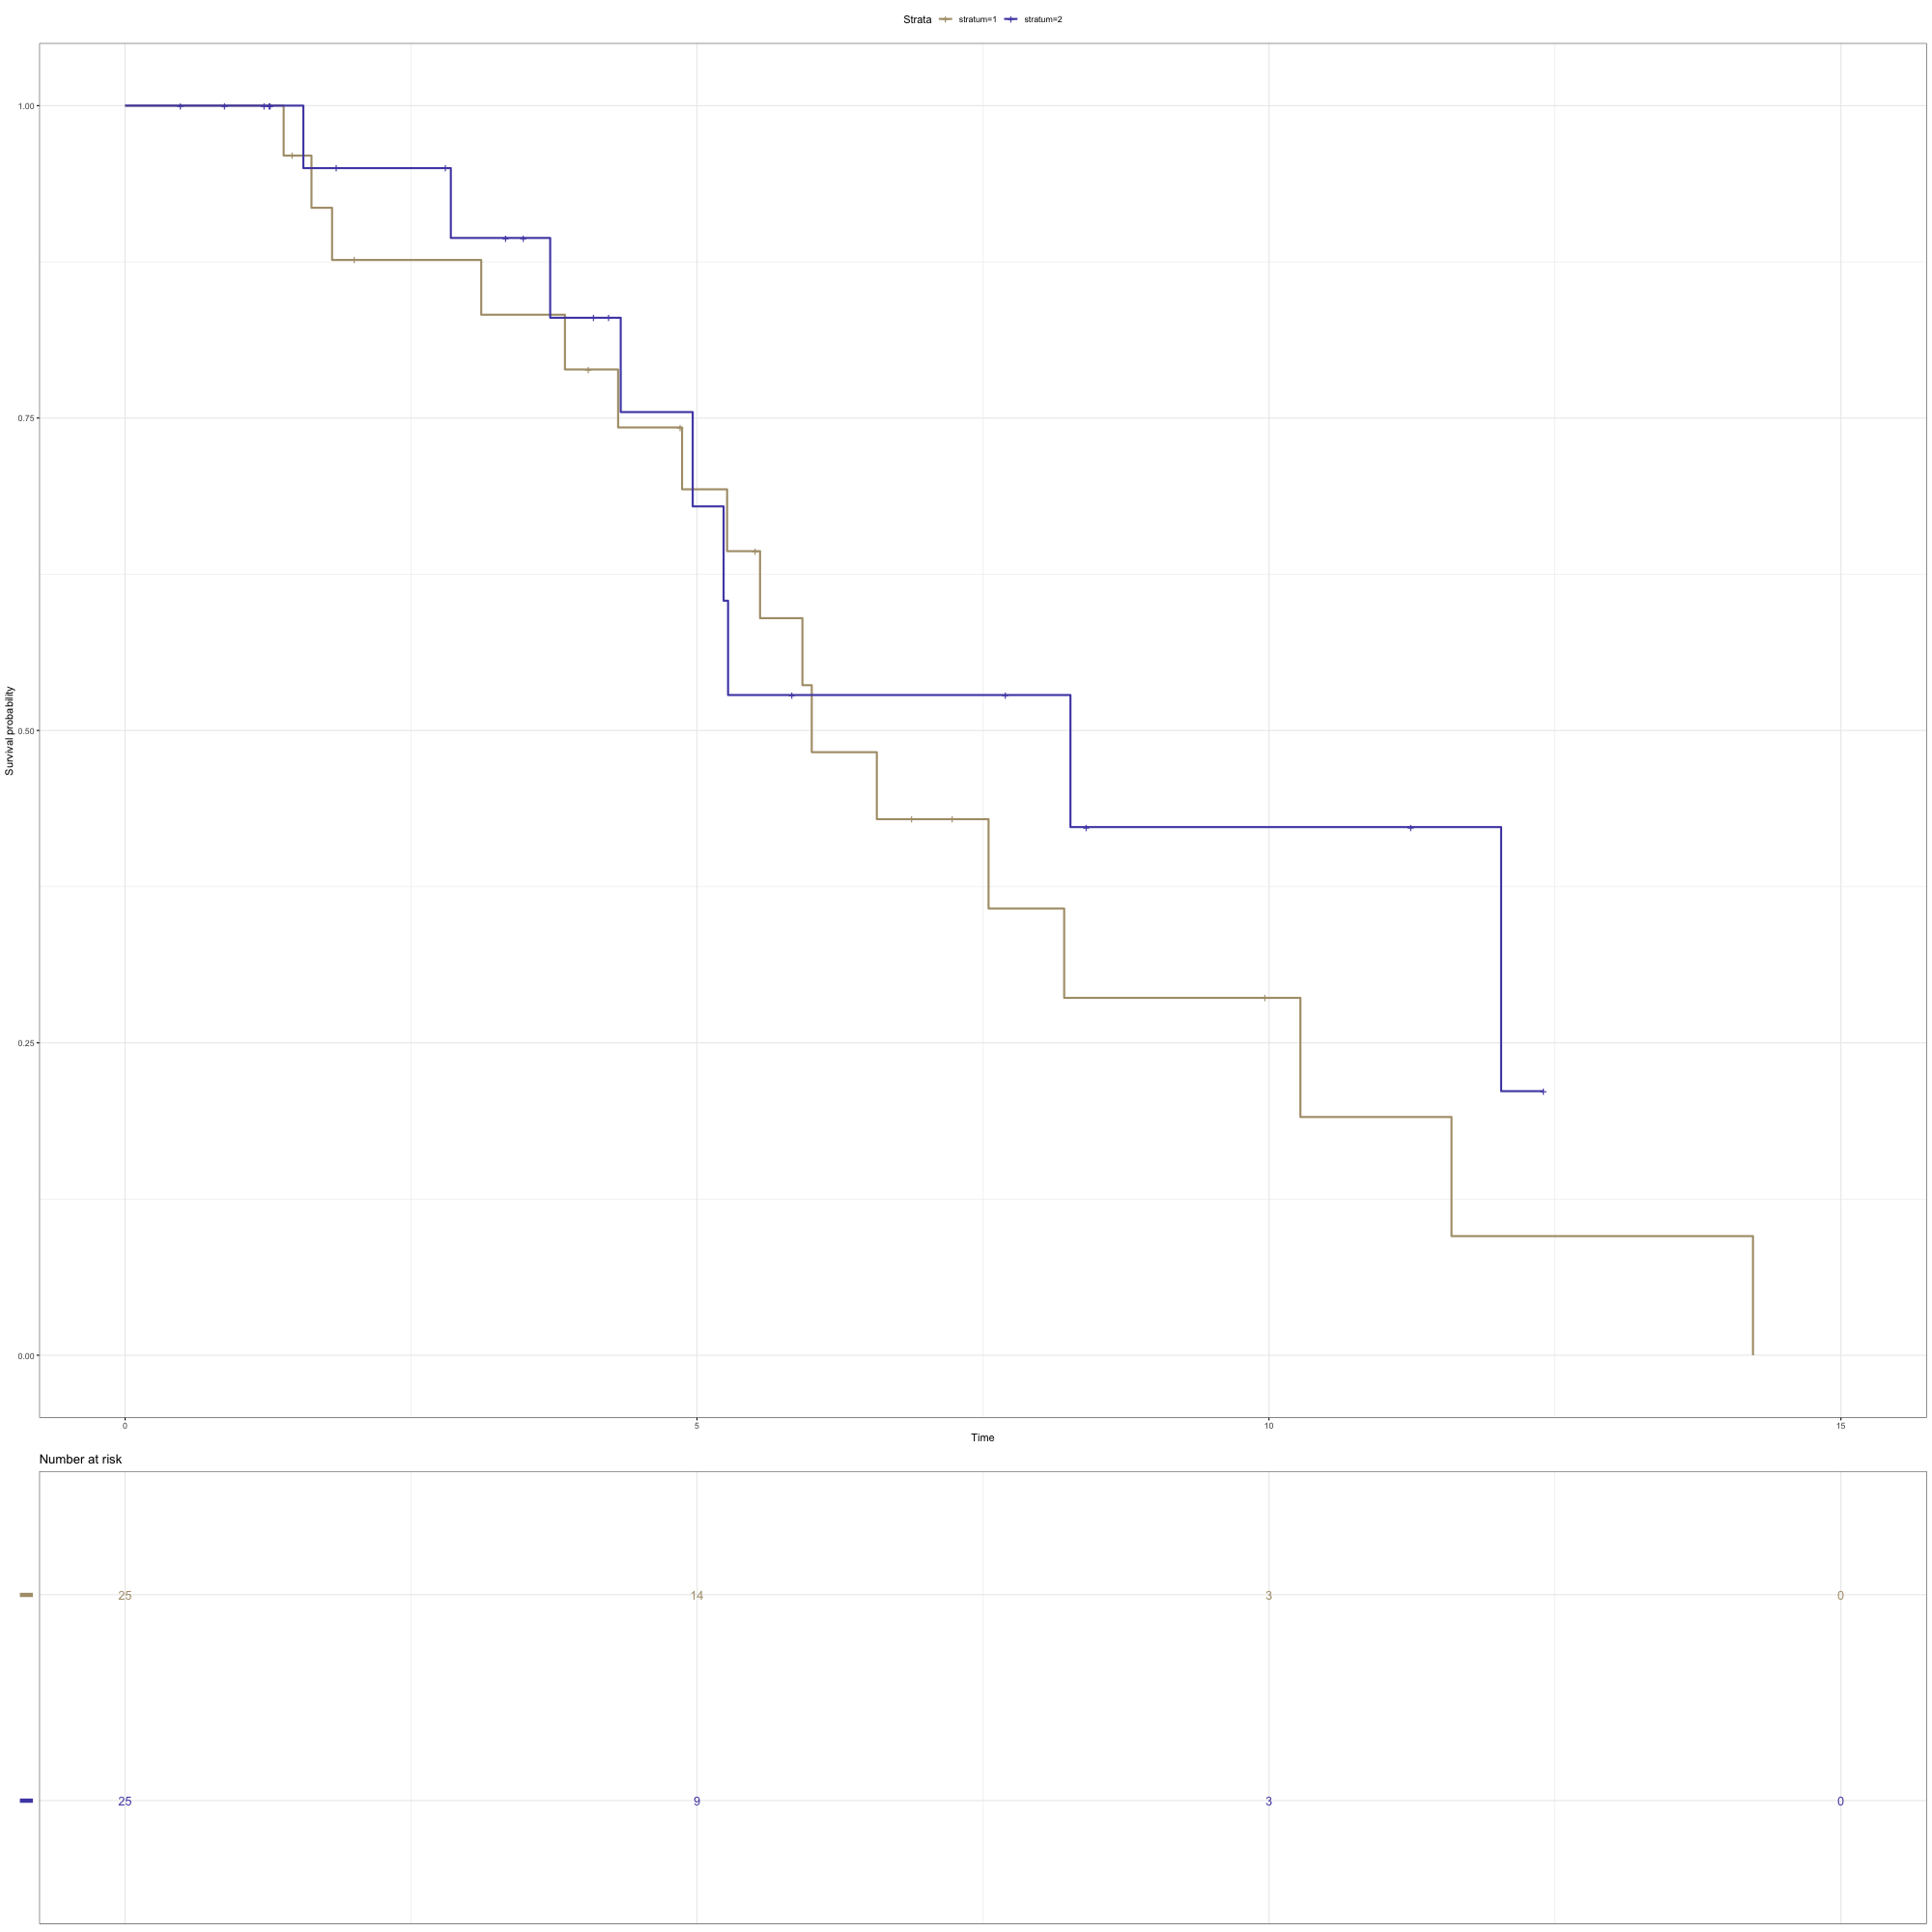 Strata stratum=1 stratum=2
1.00
0.75
0.50
0.25
0.00
Survival probability
0 5 10 15
Time
Number at risk
25 14 3 0
25 9 3 0